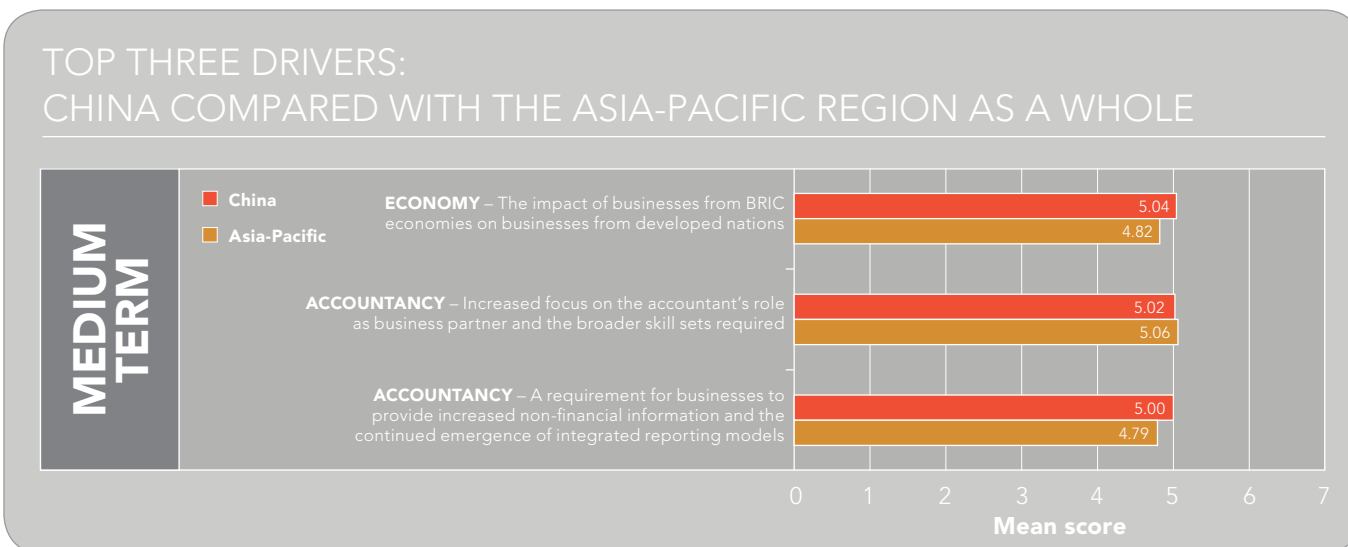 TOP THREE DRIVERS:
CHINA COMPARED WITH THE ASIA-PACIFIC REGION AS A WHOLE
MEDIUM
TERM
China
Asia-Pacific
ECONOMY – The impact of businesses from BRIC
economies on businesses from developed nations
5.04
4.82
ACCOUNTANCY – Increased focus on the accountant’s role
as business partner and the broader skill sets required
5.02
5.06
ACCOUNTANCY – A requirement for businesses to
provide increased non-financial information and the
continued emergence of integrated reporting models
5.00
4.79
0 1 2 3 4 5 6 7
Mean score